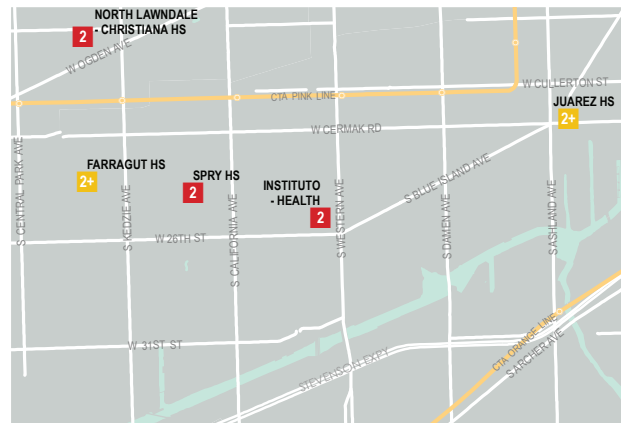 NORTH LAWNDALE
- CHRISTIANA HS
2
W OGDEN AVE
W CULLERTON ST
CTA PINK LINE
JUAREZ HS
2+
W CERMAK RD
S CENTRAL PARK AVE
FARRAGUT HS
2+
S KEDZIE AVE
SPRY HS
2
S CALIFORNIA AVE
INSTITUTO
- HEALTH
2
S WESTERN AVE
S BLUE ISLAND AVE
S DAMEN AVE
S ASHLAND AVE
W 26TH ST
W 31ST ST
STEVENSON EXPY
CTA ORANGE LINE
S ARCHER AVE